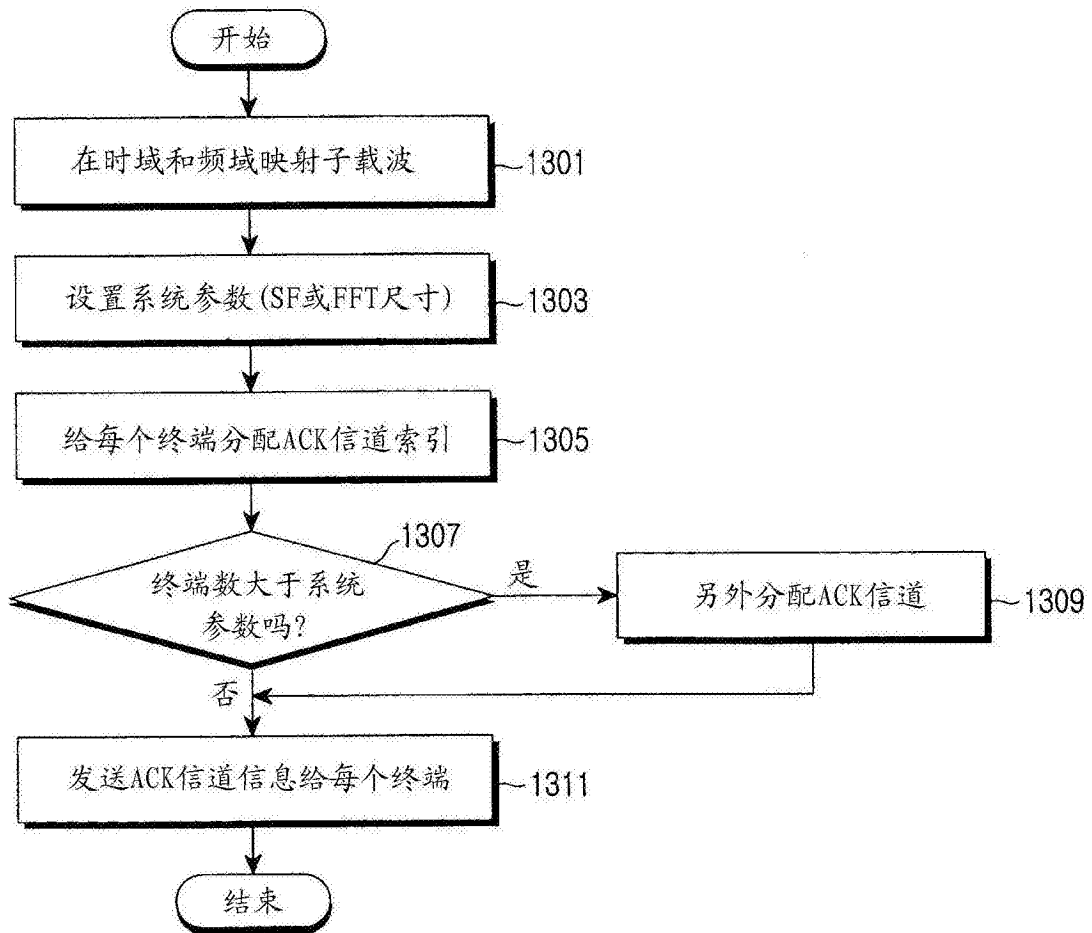 开始
在时域和频域映射子载波
1301
设置系统参数(SF或FFT尺寸)
1303
给每个终端分配ACK信道索引
1305
1307
终端数大于系统
参数吗?
是
另外分配ACK信道
1309
否
发送ACK信道信息给每个终端
1311
结束